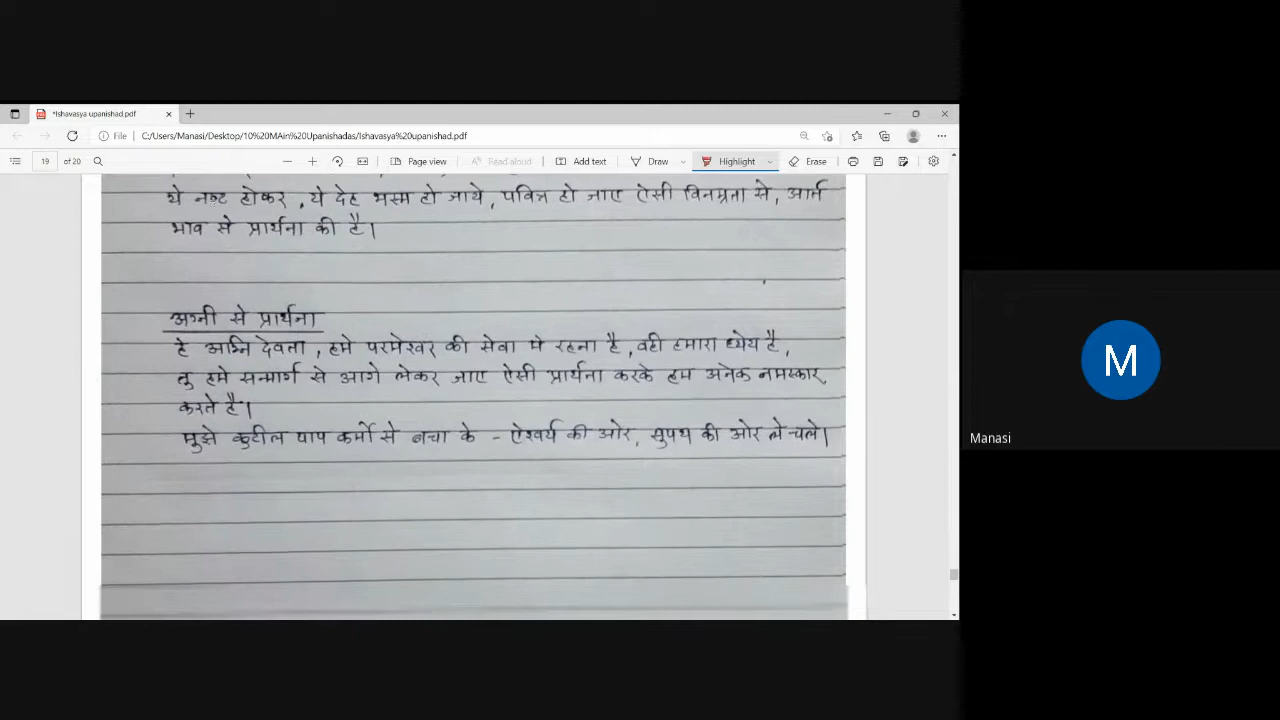 *Ishavasya upanishad.pdf
File C:/Users/Manasi/Desktop/10%20MAin%20Upanishadas/Ishavasya%20upanishad.pdf
19 of 20 Page view Read aloud Add text Draw Highlight Erase
ये नष्ट होकर, ये देह भस्म हो जाये, पवित्र हो जाए ऐसी विनम्रता से, आर्त
भाव से प्रार्थना की है।
अग्नी से प्रार्थना
हे अग्नि देवता, हमे परमेश्वर की सेवा मे रहना है, वही हमारा ध्येय है,
तु हमे सन्मार्ग से आगे लेकर जाए ऐसी प्रार्थना करके हम अनेक नमस्कार
करते है।
मुझे कुटील पाप कर्मो से बचा के - ऐश्वर्य की ओर, सुपथ की ओर ले चले।
M
Manasi